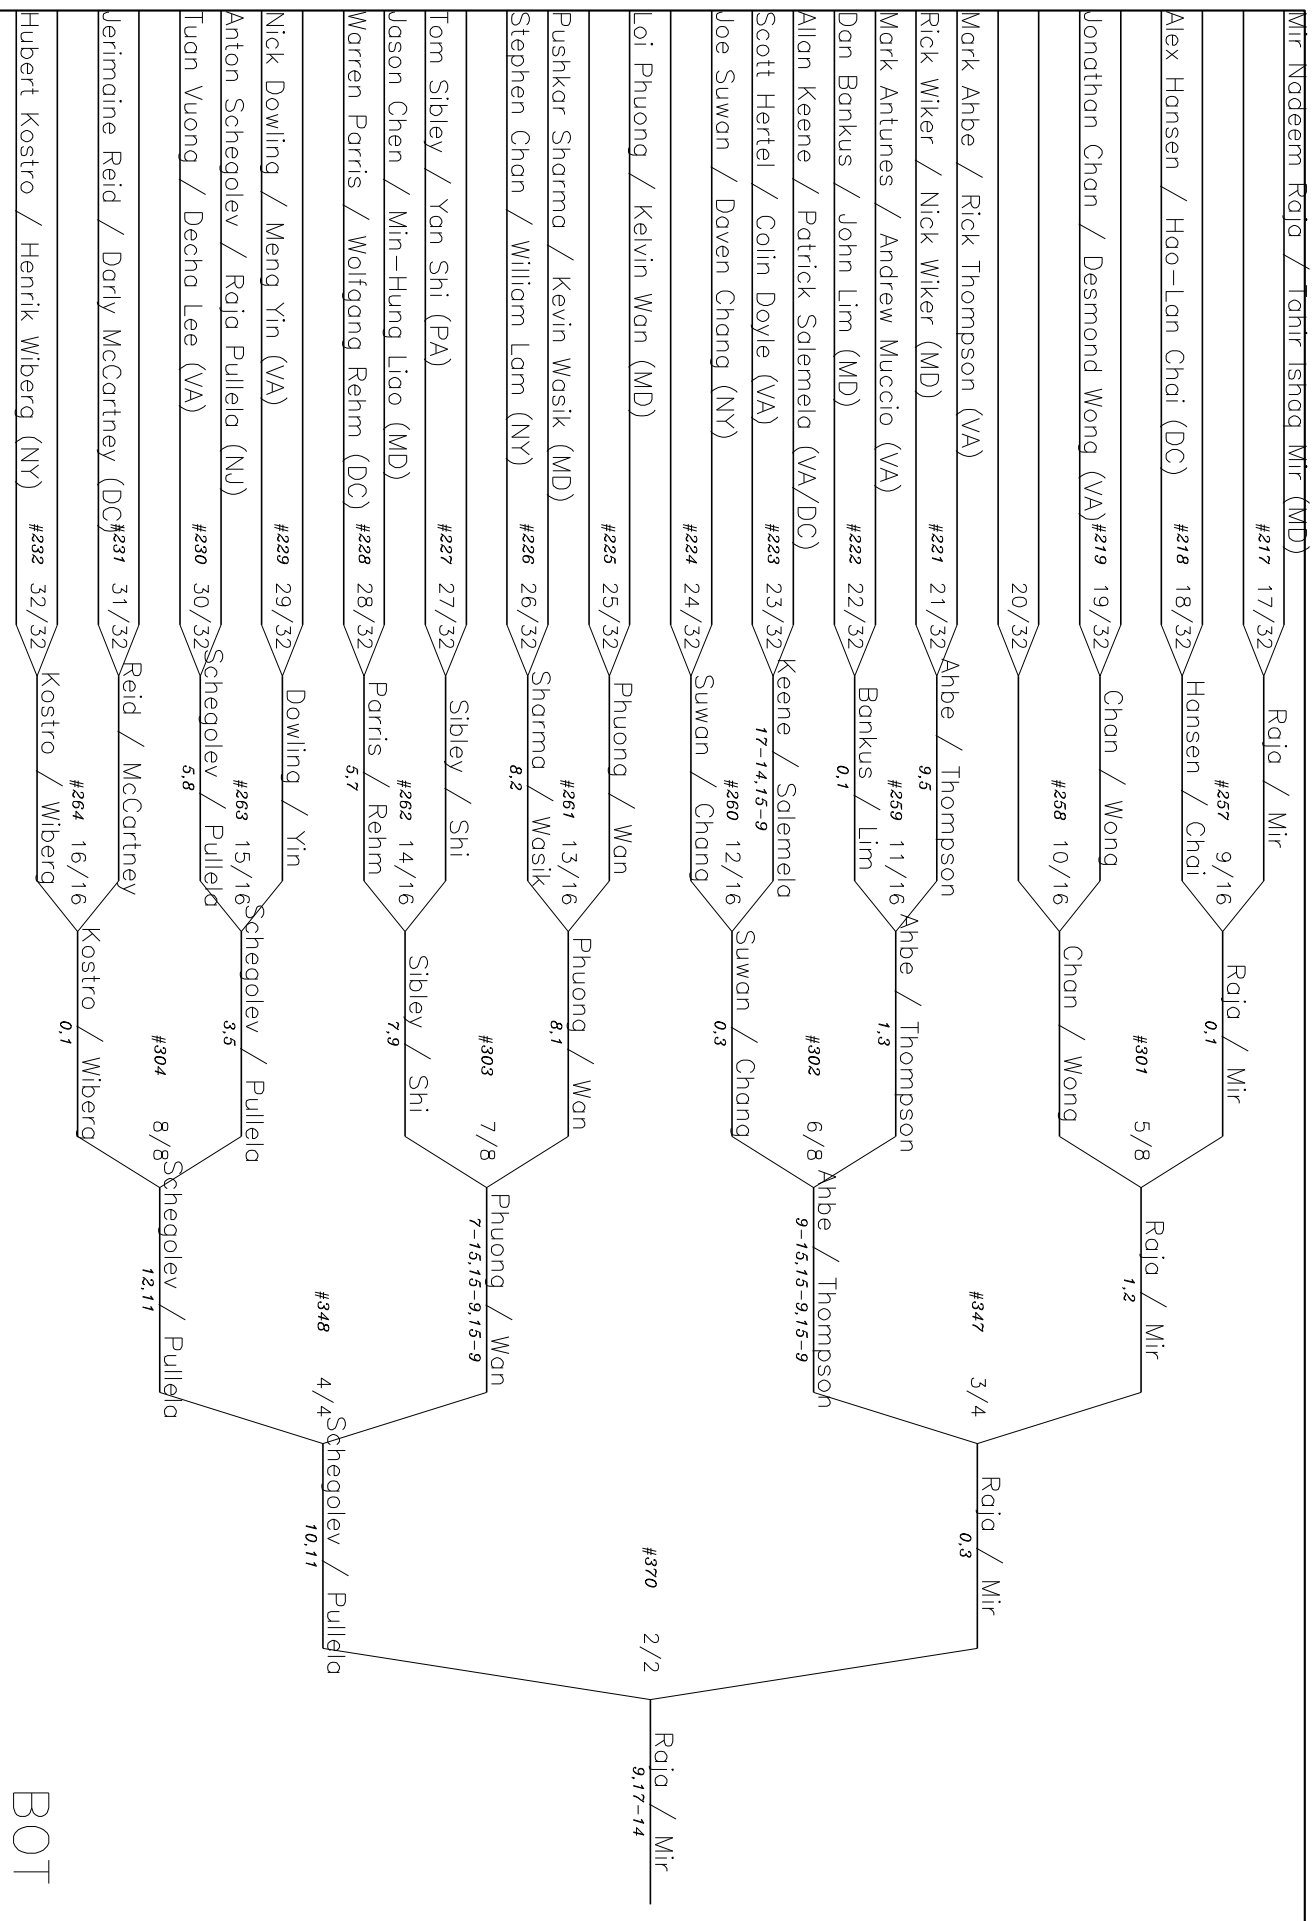 Mir Nadeem Raja / Tahir Ishaq Mir (MD)
#217 17/32
Alex Hansen / Hao-Lan Chai (DC)
#218 18/32
Jonathan Chan / Desmond Wong (VA)
#219 19/32
20/32
Mark Ahbe / Rick Thompson (VA)
#221 21/32
Rick Wiker / Nick Wiker (MD)
Mark Antunes / Andrew Muccio (VA)
#222 22/32
Dan Bankus / John Lim (MD)
Allan Keene / Patrick Salemela (VA/DC)
#223 23/32
Scott Hertel / Colin Doyle (VA)
Joe Suwan / Daven Chang (NY)
#224 24/32
Loi Phuong / Kelvin Wan (MD)
#225 25/32
Pushkar Sharma / Kevin Wasik (MD)
#226 26/32
Stephen Chan / William Lam (NY)
Tom Sibley / Yan Shi (PA)
#227 27/32
Jason Chen / Min-Hung Liao (MD)
#228 28/32
Warren Parris / Wolfgang Rehm (DC)
Nick Dowling / Meng Yin (VA)
#229 29/32
Anton Schegolev / Raja Pullela (NJ)
#230 30/32
Tuan Vuong / Decha Lee (VA)
Jerimaine Reid / Darly McCartney (DC)
#231 31/32
#232 32/32
Hubert Kostro / Henrik Wiberg (NY)
Raja / Mir
#257 9/16
Hansen / Chai
Chan / Wong
#258 10/16
Ahbe / Thompson
9,5
#259 11/16
Bankus / Lim
0,1
Keene / Salemela
17-14,15-9
#260 12/16
Suwan / Chang
Phuong / Wan
#261 13/16
Sharma / Wasik
8,2
Sibley / Shi
#262 14/16
Parris / Rehm
5,7
Dowling / Yin
#263 15/16
Schegolev / Pullela
5,8
Reid / McCartney
#264 16/16
Kostro / Wiberg
Raja / Mir
0,1
#301 5/8
Chan / Wong
Ahbe / Thompson
1,3
#302 6/8
Suwan / Chang
0,3
Phuong / Wan
8,1
#303 7/8
Sibley / Shi
7,9
Schegolev / Pullela
3,5
#304 8/8
Kostro / Wiberg
0,1
Raja / Mir
1,2
#347 3/4
Ahbe / Thompson
9-15,15-9,15-9
Phuong / Wan
7-15,15-9,15-9
#348 4/4
Schegolev / Pullela
12,11
Raja / Mir
0,3
#370 2/2
Schegolev / Pullela
10,11
Raja / Mir
9,17-14
BOT